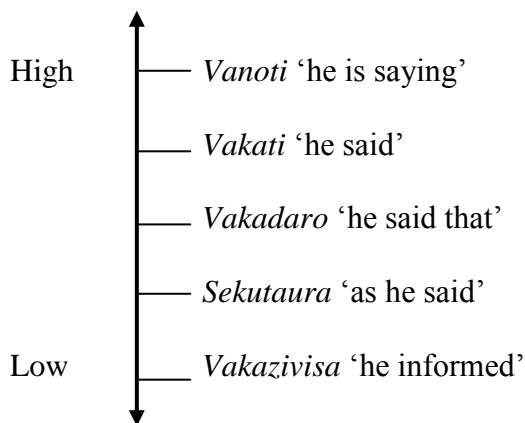 High Vanoti ‘he is saying’
Vakati ‘he said’
Vakadaro ‘he said that’
Sekutaura ‘as he said’
Low Vakazivisa ‘he informed’